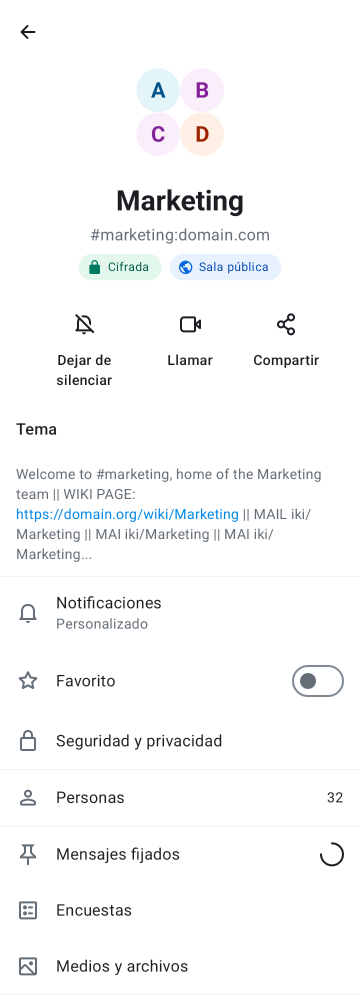 A B
C D
Marketing
#marketing:domain.com
Cifrada Sala pública
Dejar de silenciar
Llamar
Compartir
Tema
Welcome to #marketing, home of the Marketing
team || WIKI PAGE:
https://domain.org/wiki/Marketing || MAIL iki/
Marketing || MAI iki/Marketing || MAI iki/
Marketing...
Notificaciones
Personalizado
Favorito
Seguridad y privacidad
Personas 32
Mensajes fijados
Encuestas
Medios y archivos